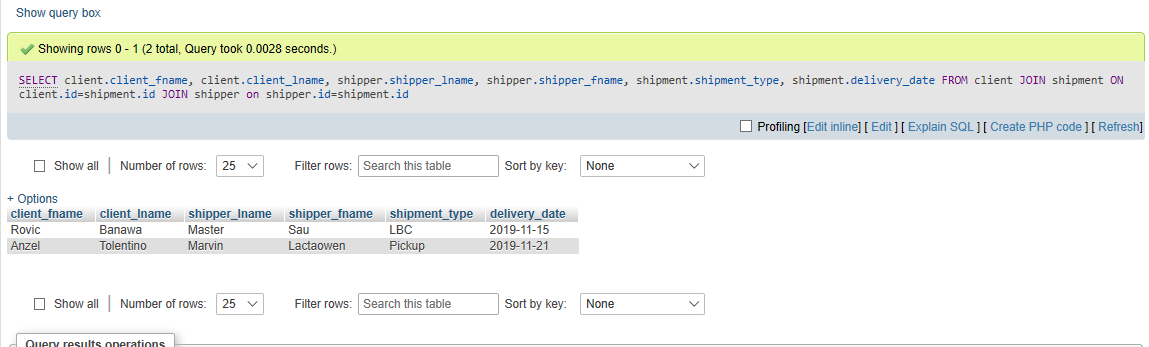 Show query box
Showing rows 0 - 1 (2 total, Query took 0.0028 seconds.)
SELECT client.client_fname, client.client_lname, shipper.shipper_lname, shipper.shipper_fname, shipment.shipment_type, shipment.delivery_date FROM client JOIN shipment ON
client.id=shipment.id JOIN shipper on shipper.id=shipment.id
Profiling [Edit inline] [ Edit ] [ Explain SQL ] [ Create PHP code ] [ Refresh]
Show all | Number of rows: 25 Filter rows: Search this table Sort by key: None
+ Options
client_fname client_lname shipper_lname shipper_fname shipment_type delivery_date
Rovic Banawa Master Sau LBC 2019-11-15
Anzel Tolentino Marvin Lactaowen Pickup 2019-11-21
Show all | Number of rows: 25 Filter rows: Search this table Sort by key: None
Query results operations